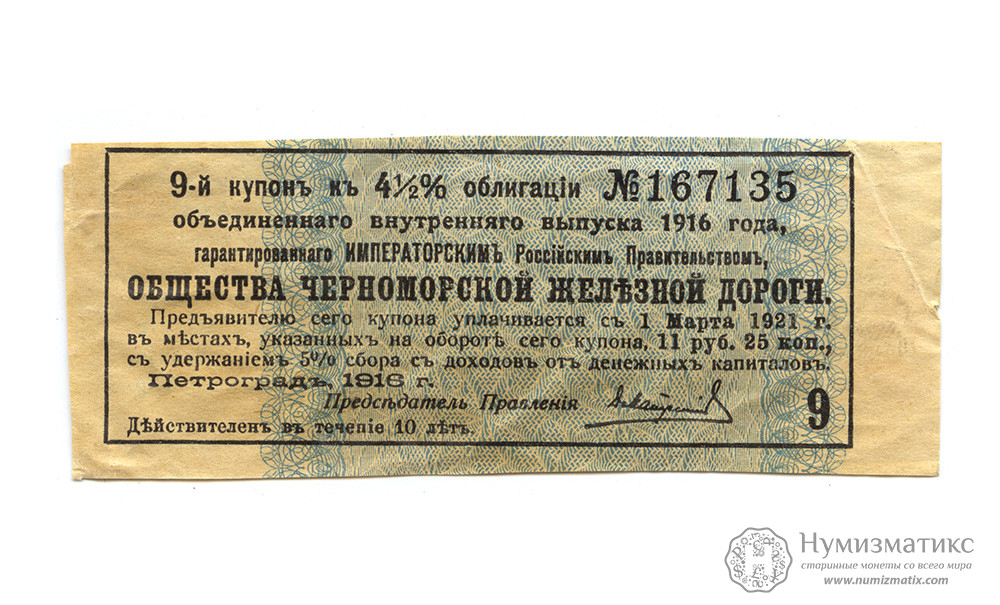 9-й купонъ къ 4½% облигаціи №167135
объединеннаго внутренняго выпуска 1916 года,
гарантированнаго ИМПЕРАТОРСКИМЪ Россійскимъ Правительствомъ,
ОБЩЕСТВА ЧЕРНОМОРСКОЙ ЖЕЛѢЗНОЙ ДОРОГИ.
Предъявителю сего купона уплачивается съ 1 Марта 1921 г.
въ мѣстахъ, указанныхъ на оборотѣ сего купона, 11 руб. 25 коп.,
съ удержаніемъ 5% сбора съ доходовъ отъ денежныхъ капиталовъ.
Петроградъ, 1916 г.
Предсѣдатель Правленія
9
Дѣйствителенъ въ теченіе 10 лѣтъ.
Нумизматикс
старинные монеты со всего мира
www.numizmatix.com